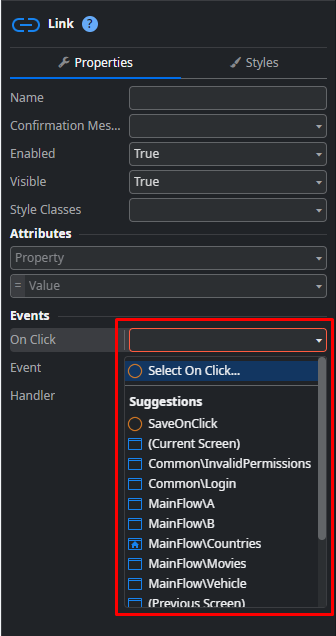 Link ?
Properties Styles
Name
Confirmation Mes...
Enabled True
Visible True
Style Classes
Attributes
Property
= Value
Events
On Click
Event
Handler
Select On Click...
Suggestions
SaveOnClick
(Current Screen)
Common\InvalidPermissions
Common\Login
MainFlow\A
MainFlow\B
MainFlow\Countries
MainFlow\Movies
MainFlow\Vehicle
(Previous Screen)